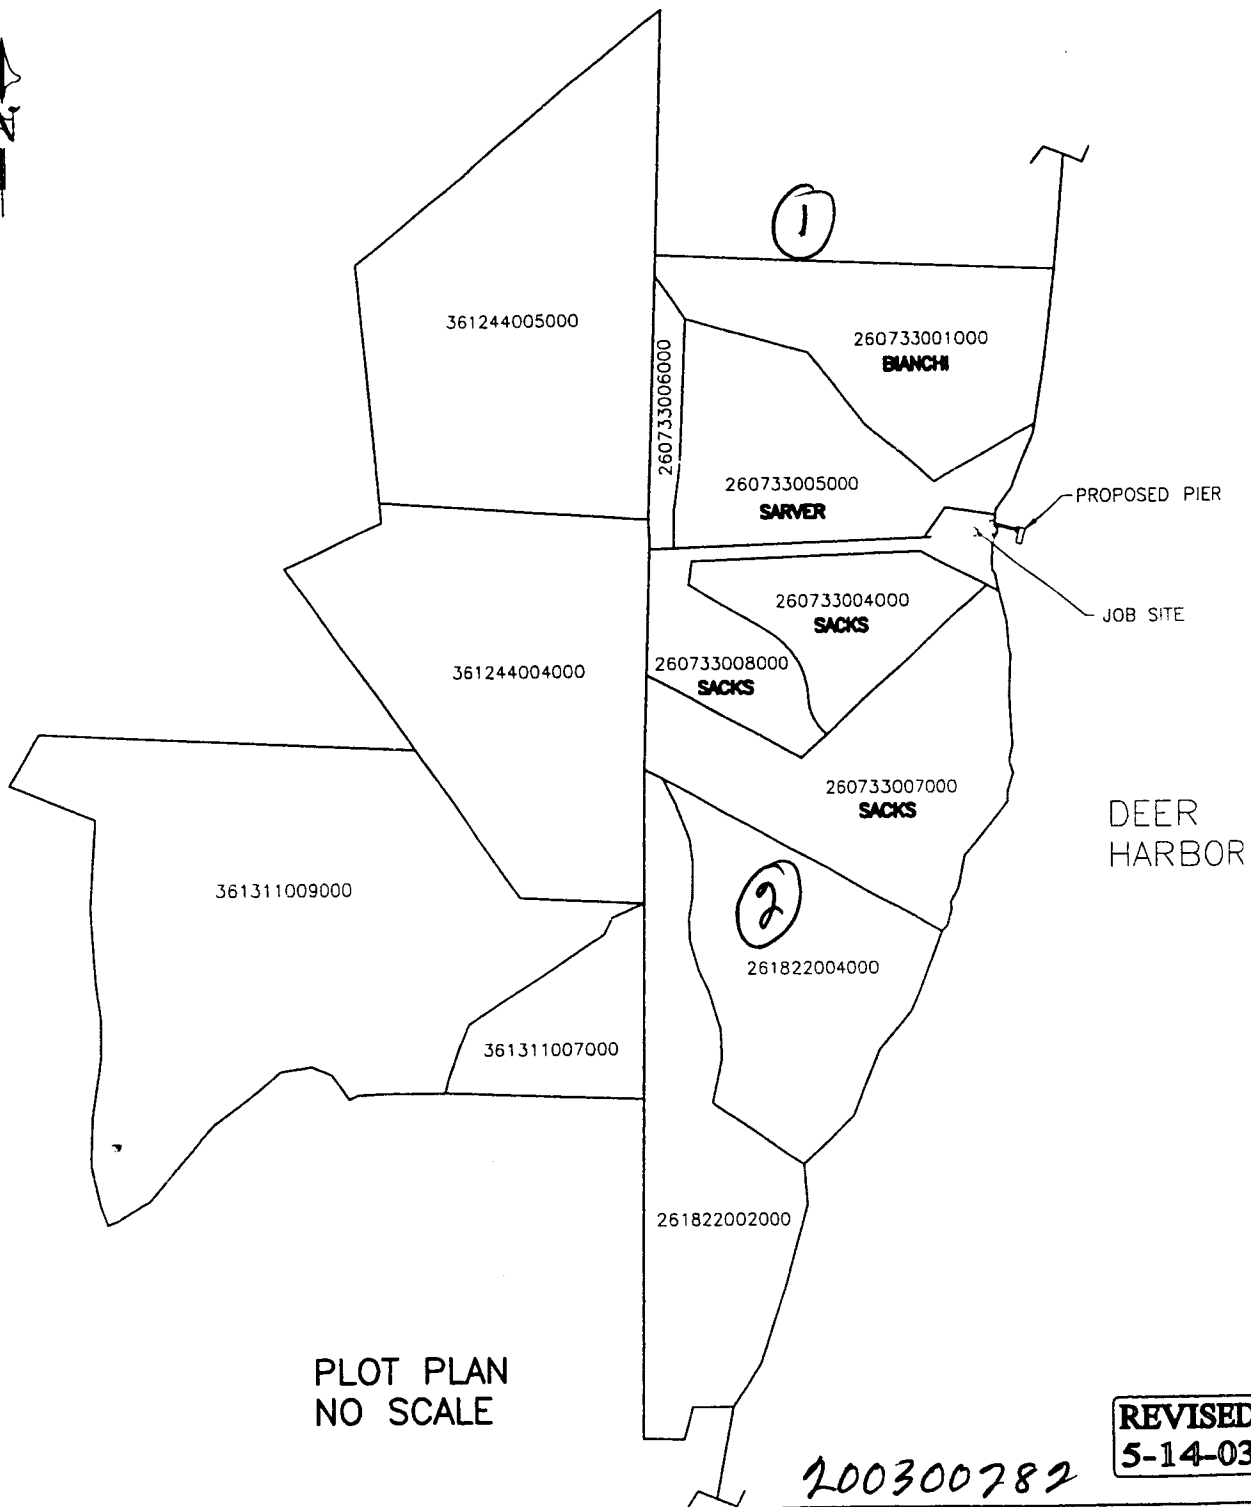 N
1
361244005000
260733001000
BIANCHI
260733006000
260733005000
SARVER
PROPOSED PIER
260733004000
SACKS
JOB SITE
260733008000
SACKS
361244004000
260733007000
SACKS
DEER
HARBOR
361311009000
2
261822004000
361311007000
261822002000
PLOT PLAN
NO SCALE
REVISED
5-14-03
200300782